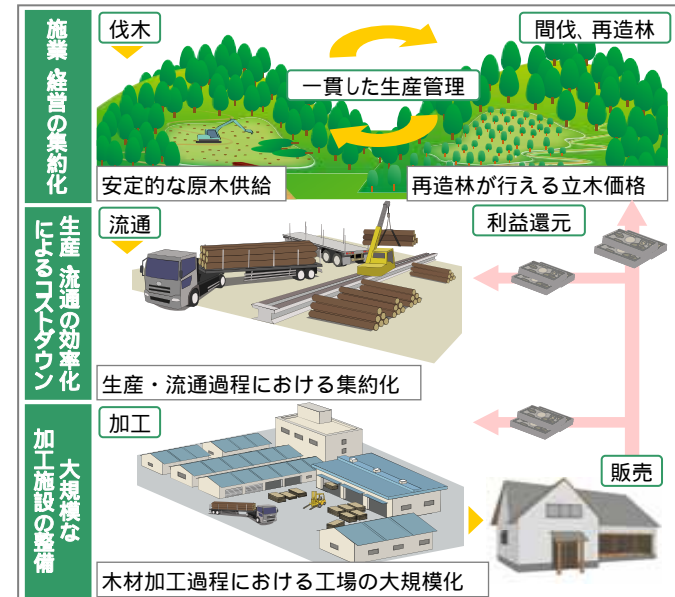 施業・経営の集約化
伐木
間伐、再造林
一貫した生産管理
安定的な原木供給
再造林が行える立木価格
生産・流通の効率化
によるコストダウン
流通
利益還元
生産・流通過程における集約化
大規模な
加工施設の整備
加工
販売
木材加工過程における工場の大規模化